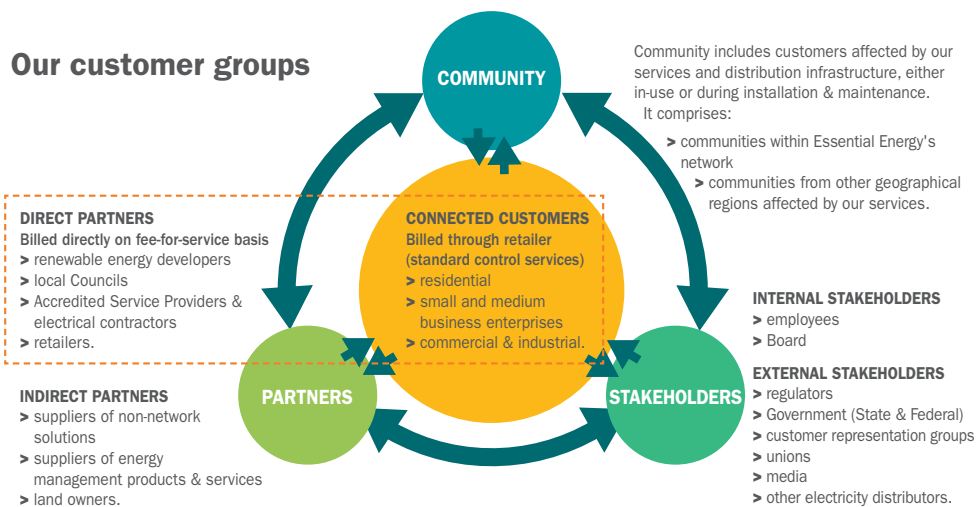 Our customer groups
COMMUNITY
Community includes customers affected by our
services and distribution infrastructure, either
in-use or during installation & maintenance.
It comprises:
> communities within Essential Energy's
network
> communities from other geographical
regions affected by our services.
DIRECT PARTNERS
Billed directly on fee-for-service basis
> renewable energy developers
> local Councils
> Accredited Service Providers &
electrical contractors
> retailers.
CONNECTED CUSTOMERS
Billed through retailer
(standard control services)
> residential
> small and medium
business enterprises
> commercial & industrial.
INTERNAL STAKEHOLDERS
> employees
> Board
PARTNERS
STAKEHOLDERS
INDIRECT PARTNERS
> suppliers of non-network
solutions
> suppliers of energy
management products & services
> land owners.
EXTERNAL STAKEHOLDERS
> regulators
> Government (State & Federal)
> customer representation groups
> unions
> media
> other electricity distributors.